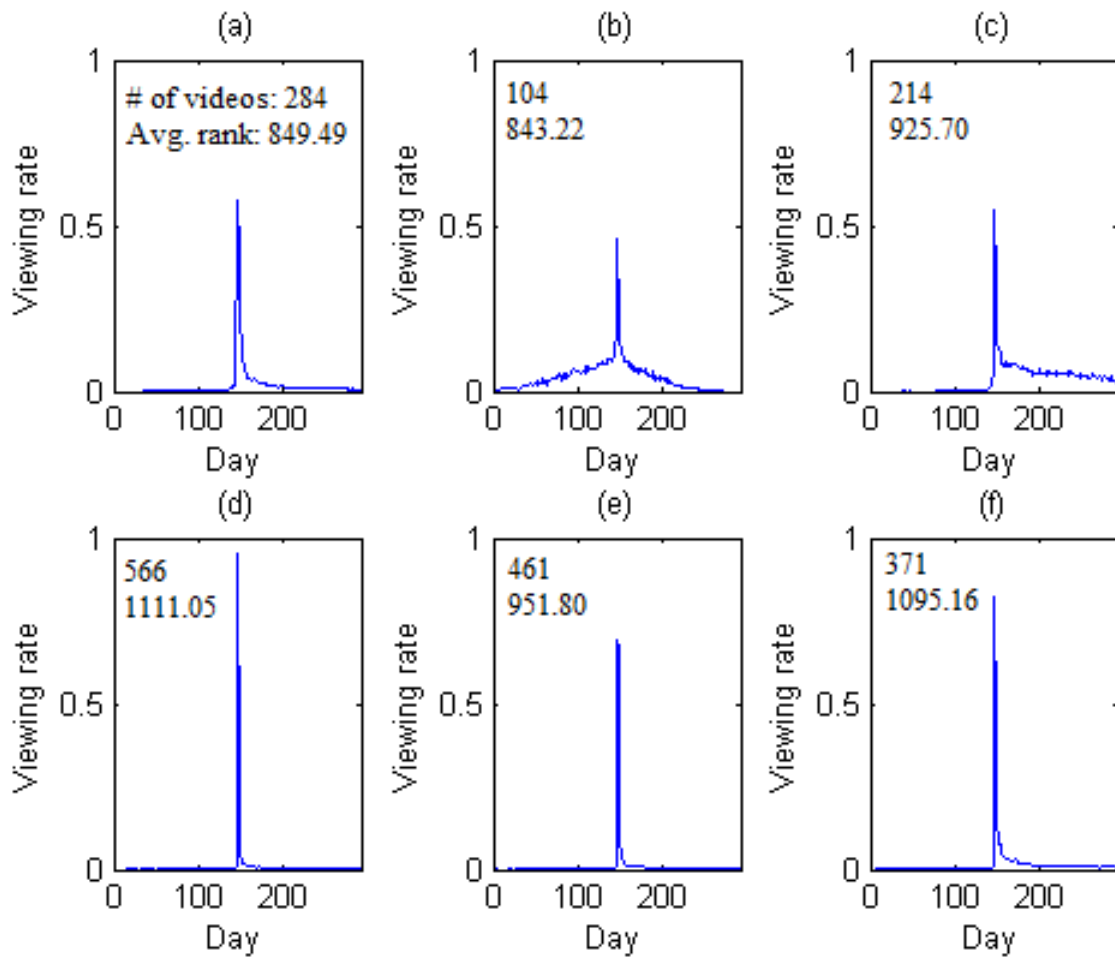 (a)
# of videos: 284
Avg. rank: 849.49
1
0.5
0
Viewing rate
0 100 200
Day
(b)
104
843.22
1
0.5
0
Viewing rate
0 100 200
Day
(c)
214
925.70
1
0.5
0
Viewing rate
0 100 200
Day
(d)
566
1111.05
1
0.5
0
Viewing rate
0 100 200
Day
(e)
461
951.80
1
0.5
0
Viewing rate
0 100 200
Day
(f)
371
1095.16
1
0.5
0
Viewing rate
0 100 200
Day